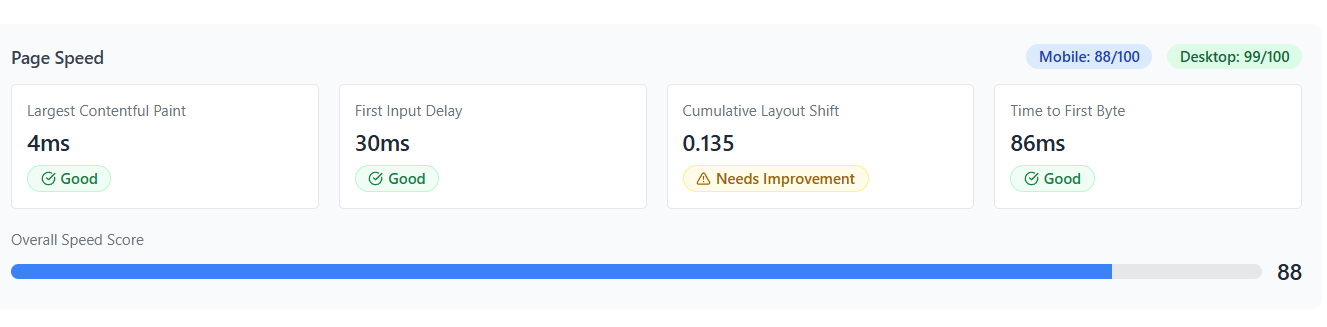 Page Speed
Mobile: 88/100
Desktop: 99/100
Largest Contentful Paint
4ms
Good
First Input Delay
30ms
Good
Cumulative Layout Shift
0.135
Needs Improvement
Time to First Byte
86ms
Good
Overall Speed Score
88